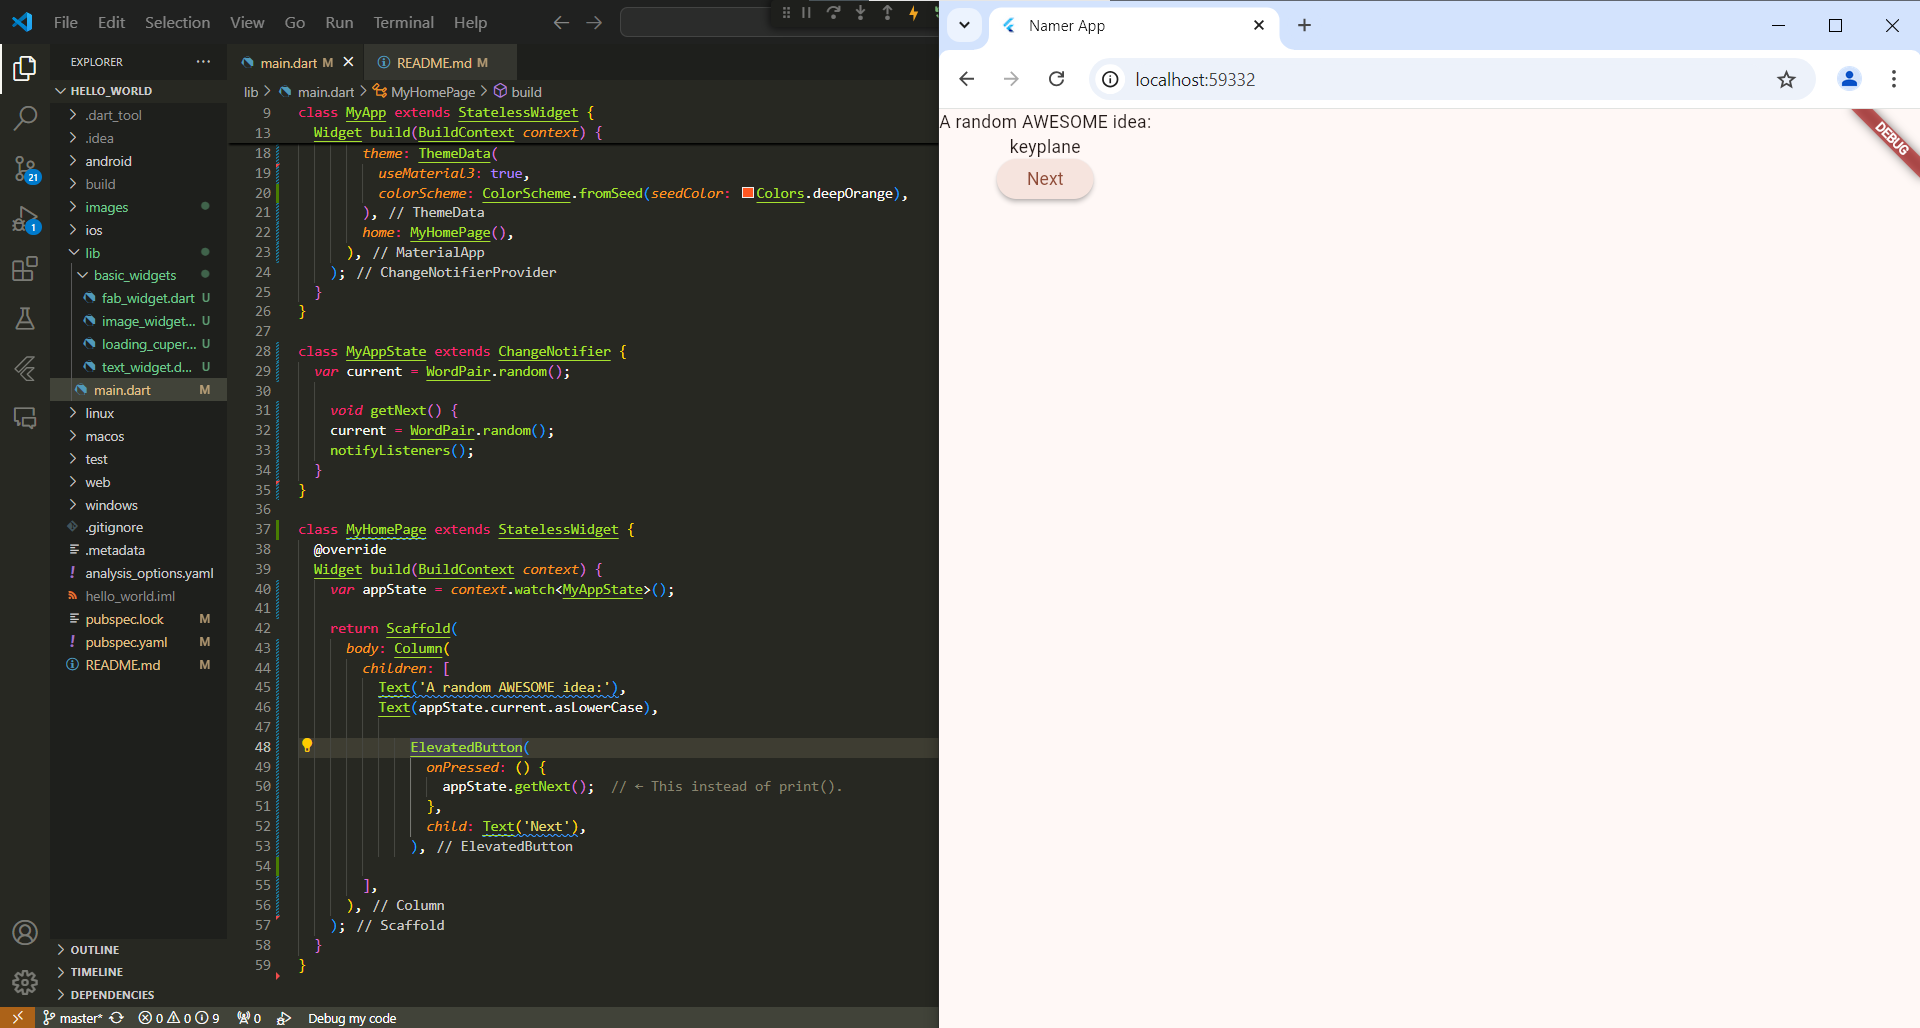 File Edit Selection View Go Run Terminal Help
EXPLORER
HELLO_WORLD
.dart_tool
.idea
android
build
images
ios
lib
basic_widgets
fab_widget.dart U
image_widget... U
loading_cuper... U
text_widget.d... U
main.dart M
linux
macos
test
web
windows
.gitignore
.metadata
analysis_options.yaml
hello_world.iml
pubspec.lock M
pubspec.yaml M
README.md M
OUTLINE
TIMELINE
DEPENDENCIES
21
1
main.dart M
README.md M
lib > main.dart > MyHomePage > build
9 class MyApp extends StatelessWidget {
13 Widget build(BuildContext context) {
18 theme: ThemeData(
19 useMaterial3: true,
20 colorScheme: ColorScheme.fromSeed(seedColor: Colors.deepOrange),
21 ), // ThemeData
22 home: MyHomePage(),
23 ), // MaterialApp
24 ); // ChangeNotifierProvider
25 }
26 }
27
28 class MyAppState extends ChangeNotifier {
29 var current = WordPair.random();
30
31 void getNext() {
32 current = WordPair.random();
33 notifyListeners();
34 }
35 }
36
37 class MyHomePage extends StatelessWidget {
38 @override
39 Widget build(BuildContext context) {
40 var appState = context.watch<MyAppState>();
41
42 return Scaffold(
43 body: Column(
44 children: [
45 Text('A random AWESOME idea:'),
46 Text(appState.current.asLowerCase),
47
48 ElevatedButton(
49 onPressed: () {
50 appState.getNext(); // ← This instead of print().
51 },
52 child: Text('Next'),
53 ), // ElevatedButton
54
55 ],
56 ), // Column
57 ); // Scaffold
58 }
59 }
master* 0 0 9 0 Debug my code
Namer App
localhost:59332
A random AWESOME idea:
keyplane
Next
DEBUG